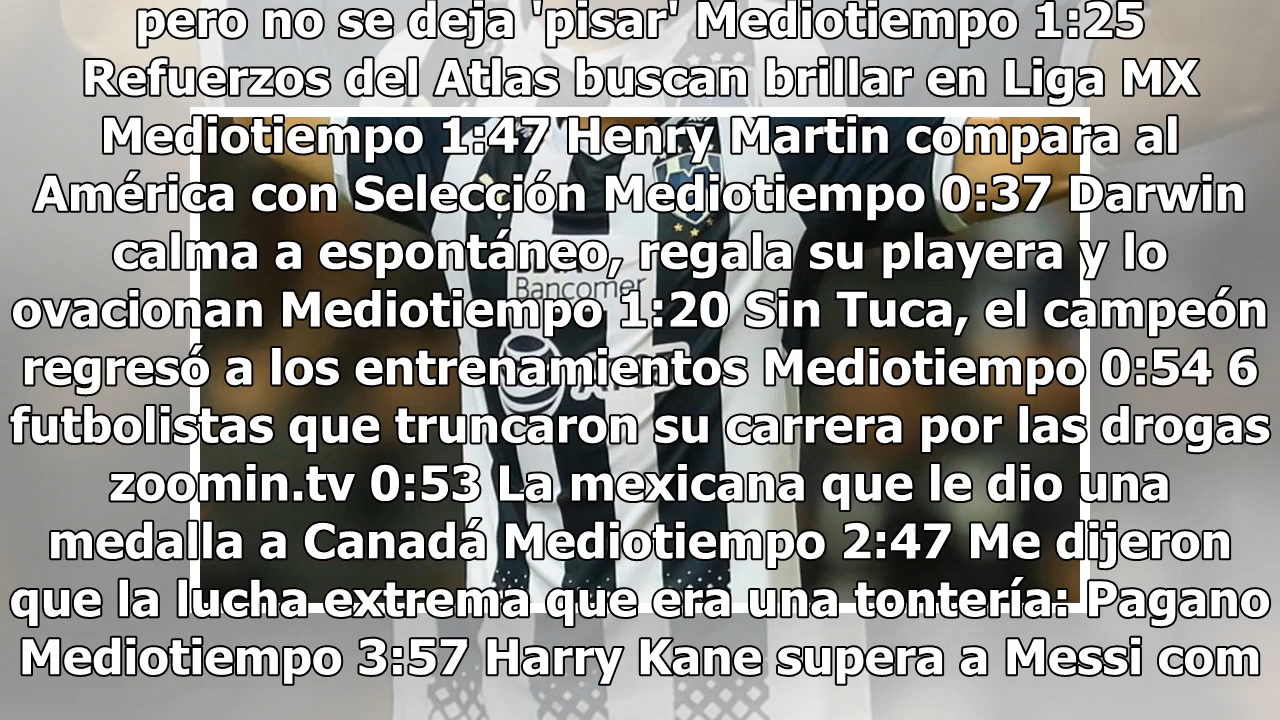 pero no se deja 'pisar' Mediotiempo 1:25
Refuerzos del Atlas buscan brillar en Liga MX
Mediotiempo 1:47 Henry Martin compara al
América con Selección Mediotiempo 0:37 Darwin
calma a espontáneo, regala su playera y lo
ovacionan Mediotiempo 1:20 Sin Tuca, el campeón
regresó a los entrenamientos Mediotiempo 0:54 6
futbolistas que truncaron su carrera por las drogas
zoomin.tv 0:53 La mexicana que le dio una
medalla a Canadá Mediotiempo 2:47 Me dijeron
que la lucha extrema que era una tontería: Pagano
Mediotiempo 3:57 Harry Kane supera a Messi com
Bancomer